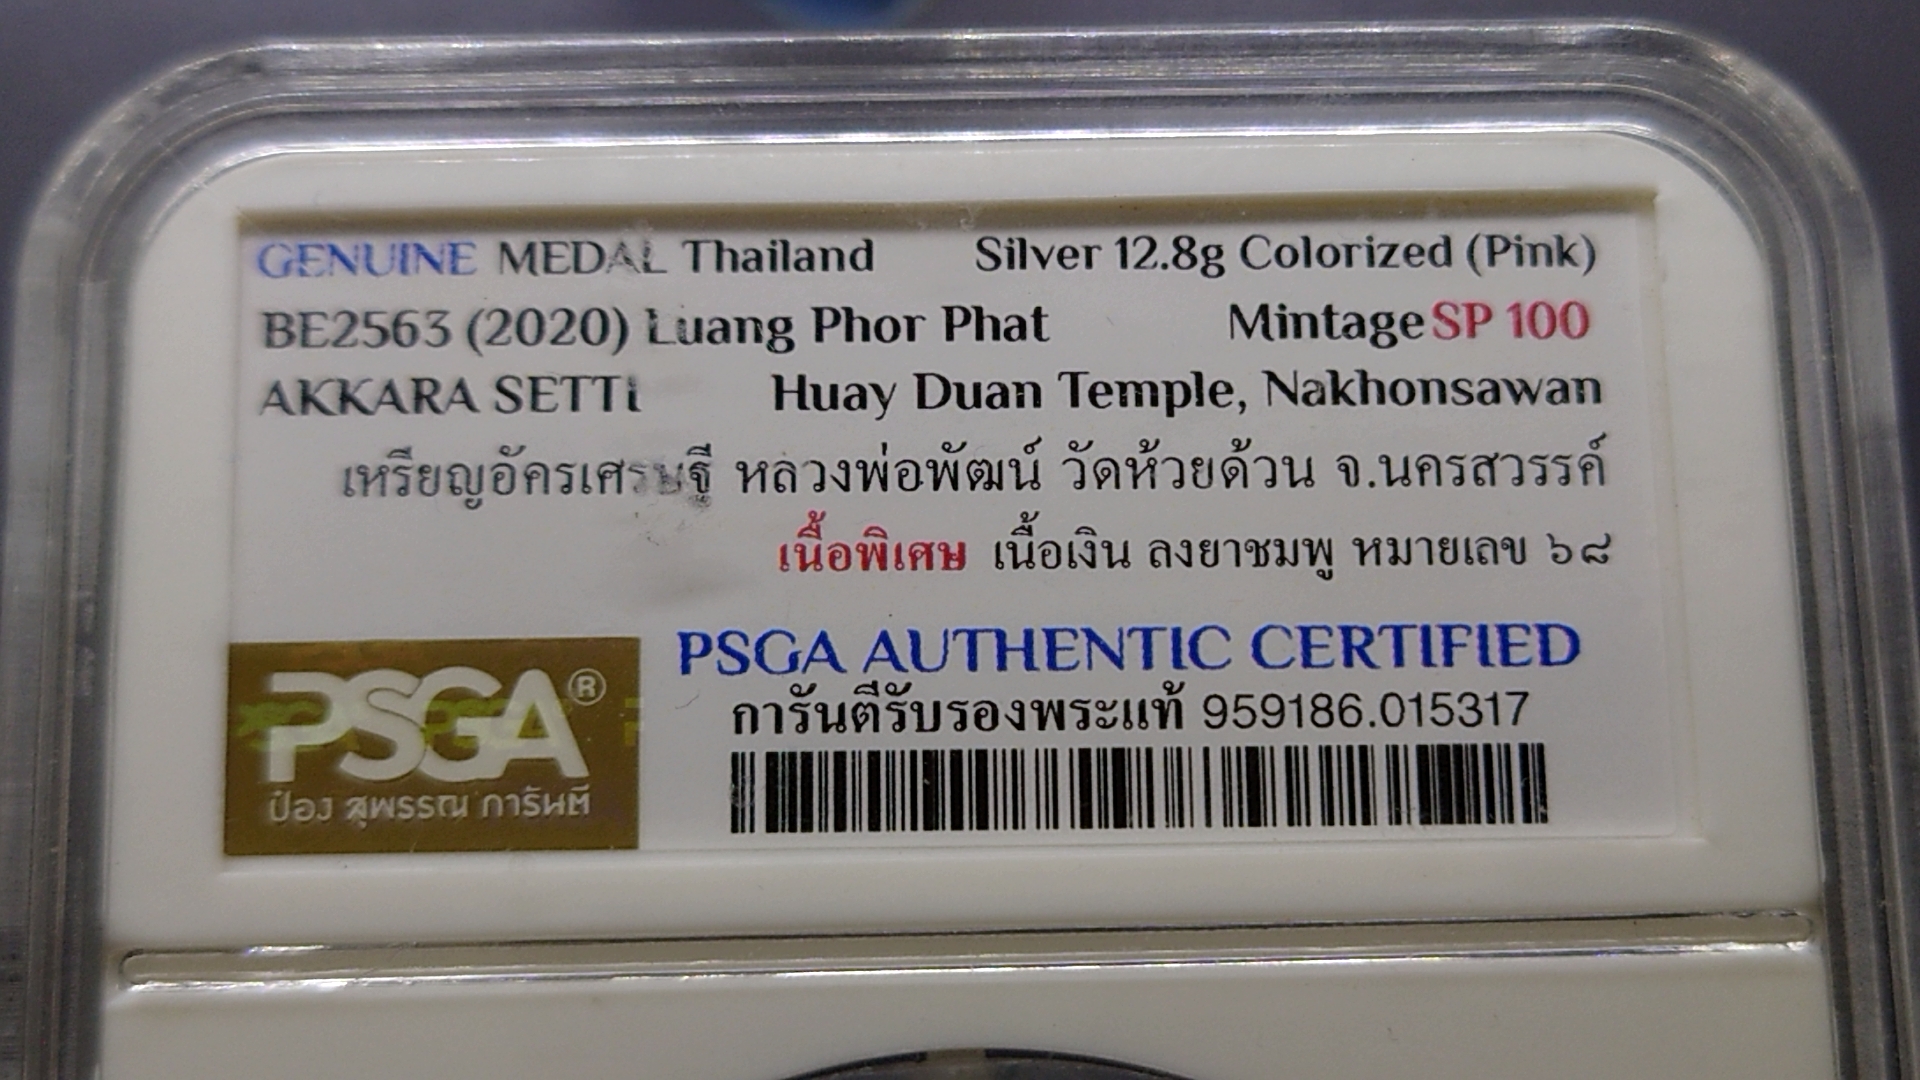 GENUINE MEDAL Thailand Silver 12.8g Colorized (Pink)
BE2563 (2020) Luang Phor Phat Mintage SP 100
AKKARA SETTI Huay Duan Temple, Nakhonsawan
เหรียญอัครเศรษฐี หลวงพ่อพัฒน์ วัดห้วยด้วน จ.นครสวรรค์
เนื้อพิเศษ เนื้อเงิน ลงยาชมพู หมายเลข ๖๘
PSGA AUTHENTIC CERTIFIED
การันตีรับรองพระแท้ 959186.015317
PSGA®
ป๋อง สุพรรณ การันตี